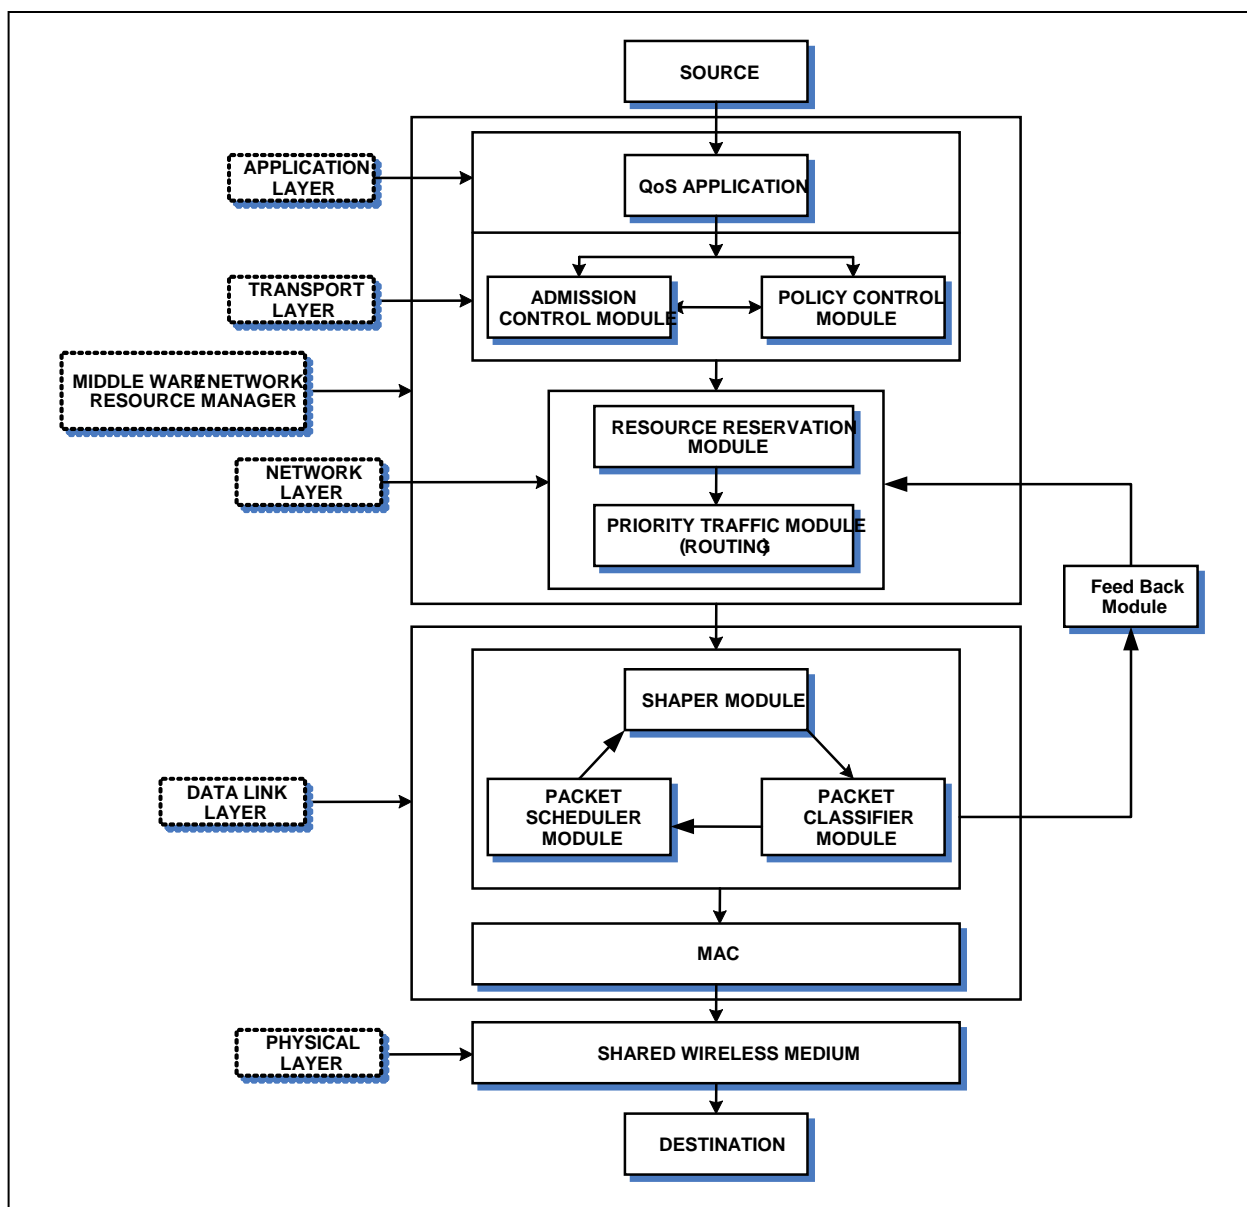 SOURCE
APPLICATION
LAYER
QoS APPLICATION
TRANSPORT
LAYER
ADMISSION
CONTROL MODULE
POLICY CONTROL
MODULE
MIDDLE WARE/NETWORK
RESOURCE MANAGER
RESOURCE RESERVATION
MODULE
NETWORK
LAYER
PRIORITY TRAFFIC MODULE
(ROUTING)
Feed Back
Module
SHAPER MODULE
DATA LINK
LAYER
PACKET
SCHEDULER
MODULE
PACKET
CLASSIFIER
MODULE
MAC
PHYSICAL
LAYER
SHARED WIRELESS MEDIUM
DESTINATION